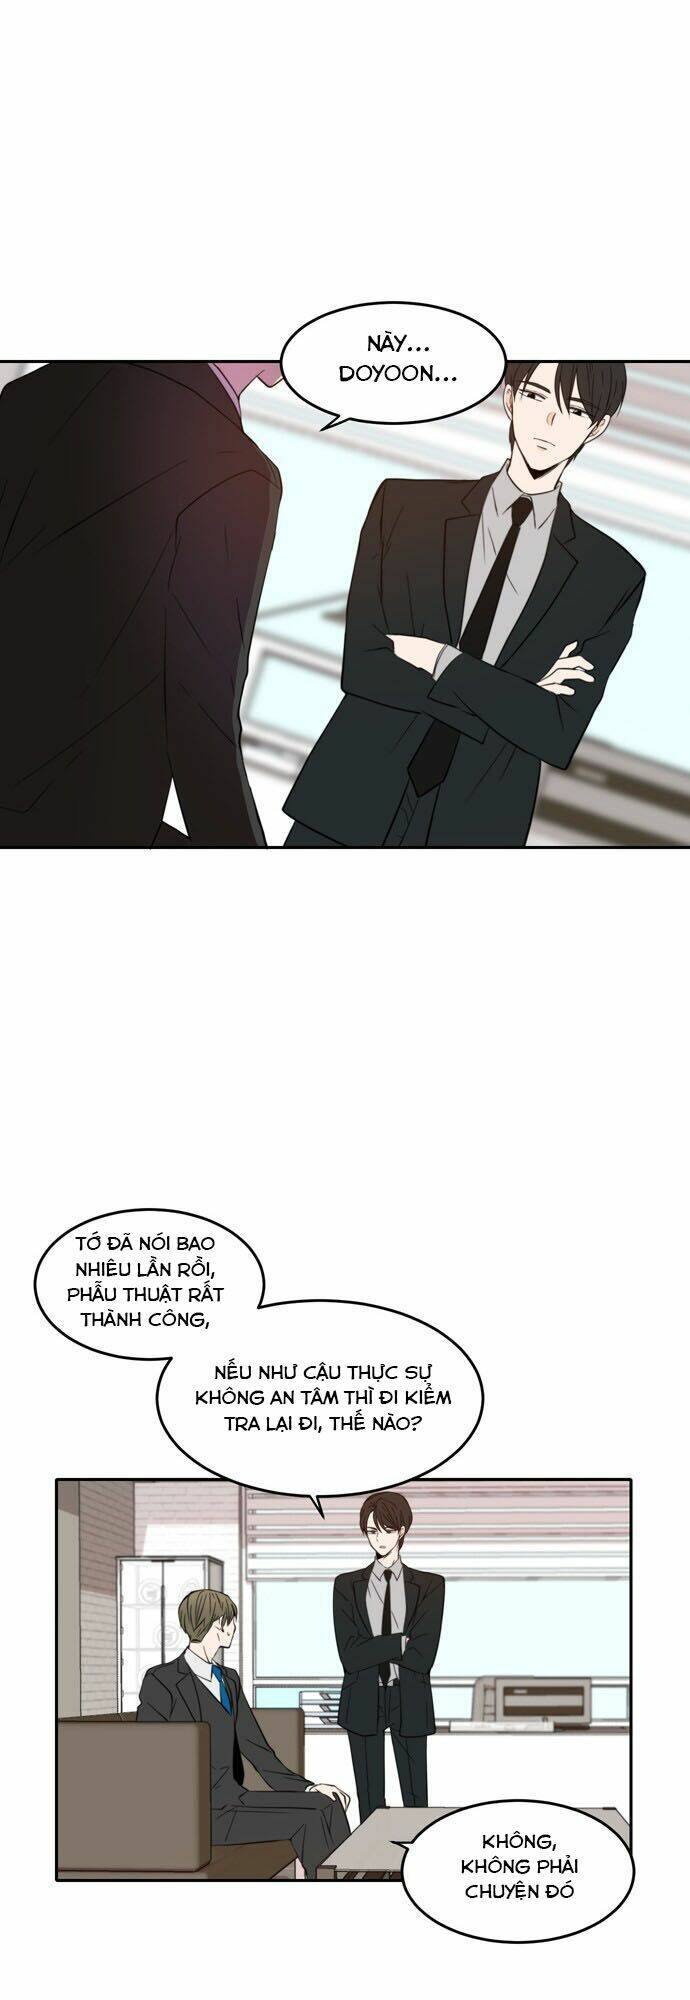 NÀY...
DOYOON...
TỚ ĐÃ NÓI BAO
NHIÊU LẦN RỒI,
PHẪU THUẬT RẤT
THÀNH CÔNG,
NẾU NHƯ CẬU THỰC SỰ
KHÔNG AN TÂM THÌ ĐI KIỂM
TRA LẠI ĐI, THẾ NÀO?
KHÔNG,
KHÔNG PHẢI
CHUYỆN ĐÓ